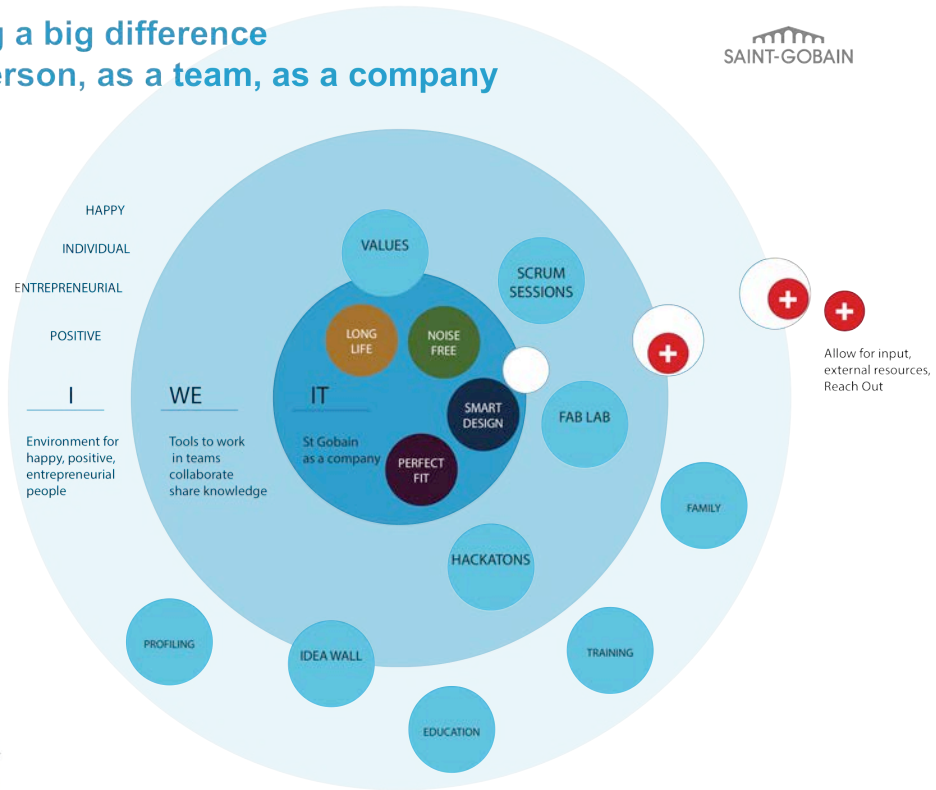 g a big difference
erson, as a team, as a company
SAINT-GOBAIN
HAPPY
INDIVIDUAL
ENTREPRENEURIAL
POSITIVE
I
Environment for
happy, positive,
entrepreneurial
people
WE
Tools to work
in teams
collaborate
share knowledge
IT
St Gobain
as a company
VALUES
LONG
LIFE
NOISE
FREE
SMART
DESIGN
PERFECT
FIT
SCRUM
SESSIONS
FAB LAB
HACKATONS
IDEA WALL
PROFILING
EDUCATION
TRAINING
FAMILY
Allow for input,
external resources,
Reach Out